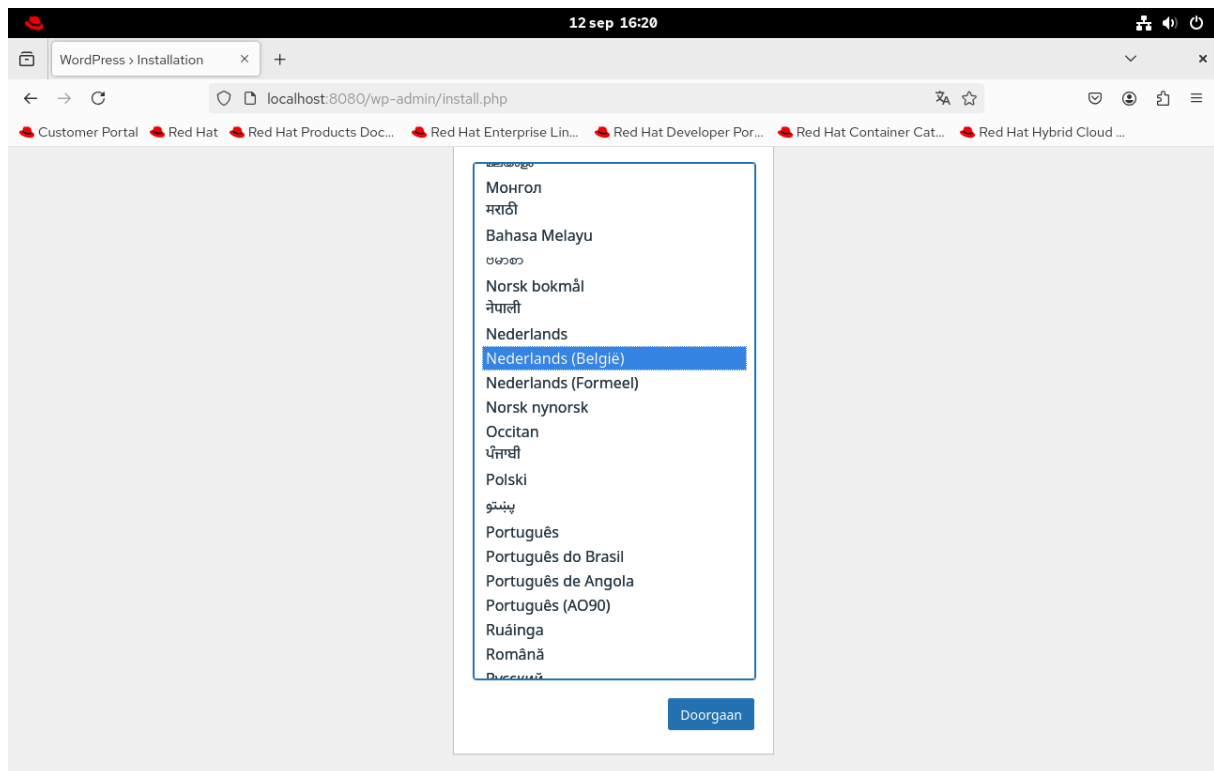 12 sep 16:20
WordPress › Installation
localhost:8080/wp-admin/install.php
Customer Portal Red Hat Red Hat Products Doc... Red Hat Enterprise Lin... Red Hat Developer Por... Red Hat Container Cat... Red Hat Hybrid Cloud ...
Монгол
मराठी
Bahasa Melayu
ဗမာစာ
Norsk bokmål
नेपाली
Nederlands
Nederlands (België)
Nederlands (Formeel)
Norsk nynorsk
Occitan
ਪੰਜਾਬੀ
Polski
پښتو
Português
Português do Brasil
Português de Angola
Português (AO90)
Ruáinga
Română
Русский
Doorgaan